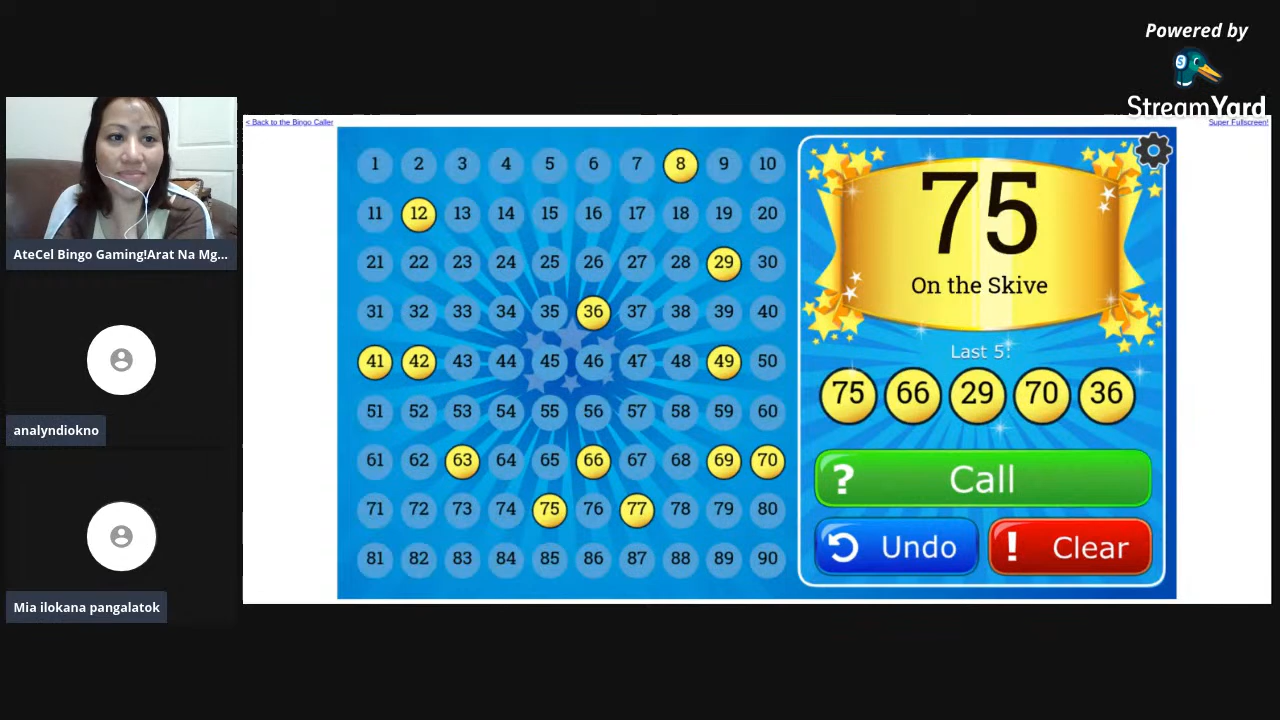 Powered by
StreamYard
< Back to the Bingo Caller
Super Fullscreen!
1 2 3 4 5 6 7 8 9 10
11 12 13 14 15 16 17 18 19 20
21 22 23 24 25 26 27 28 29 30
31 32 33 34 35 36 37 38 39 40
41 42 43 44 45 46 47 48 49 50
51 52 53 54 55 56 57 58 59 60
61 62 63 64 65 66 67 68 69 70
71 72 73 74 75 76 77 78 79 80
81 82 83 84 85 86 87 88 89 90
75
On the Skive
Last 5:
75 66 29 70 36
? Call
Undo
! Clear
AteCel Bingo Gaming!Arat Na Mg...
analyndiokno
Mia ilokana pangalatok